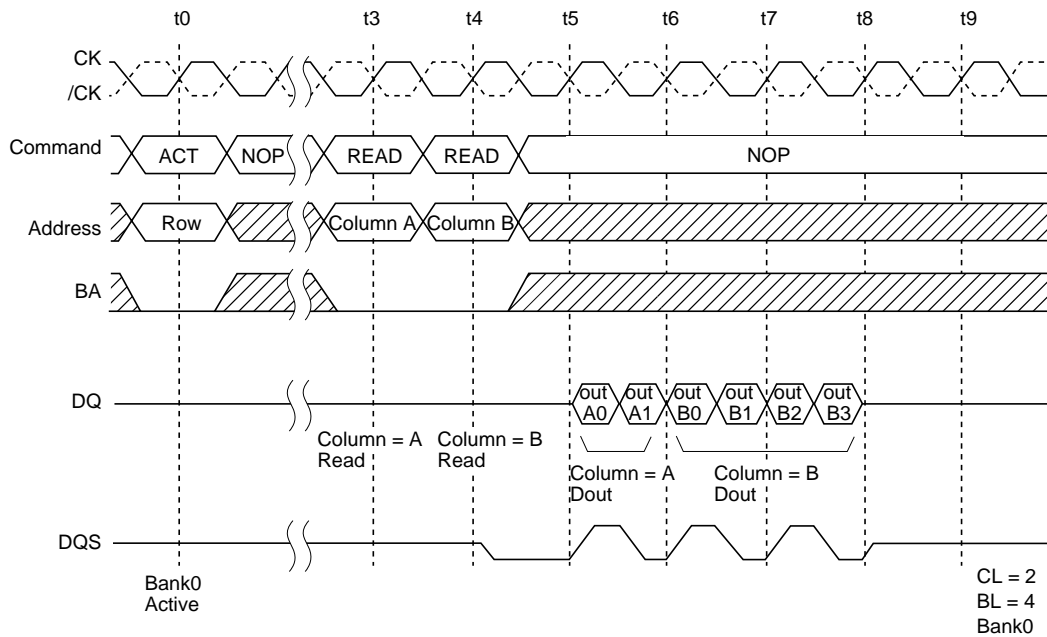 t0 t3 t4 t5 t6 t7 t8 t9
CK
/CK
Command ACT NOP READ READ NOP
Address Row Column A Column B
BA
DQ out A0 out A1 out B0 out B1 out B2 out B3
Column = A Read
Column = B Read
Column = A Dout
Column = B Dout
DQS
Bank0
Active
CL = 2
BL = 4
Bank0